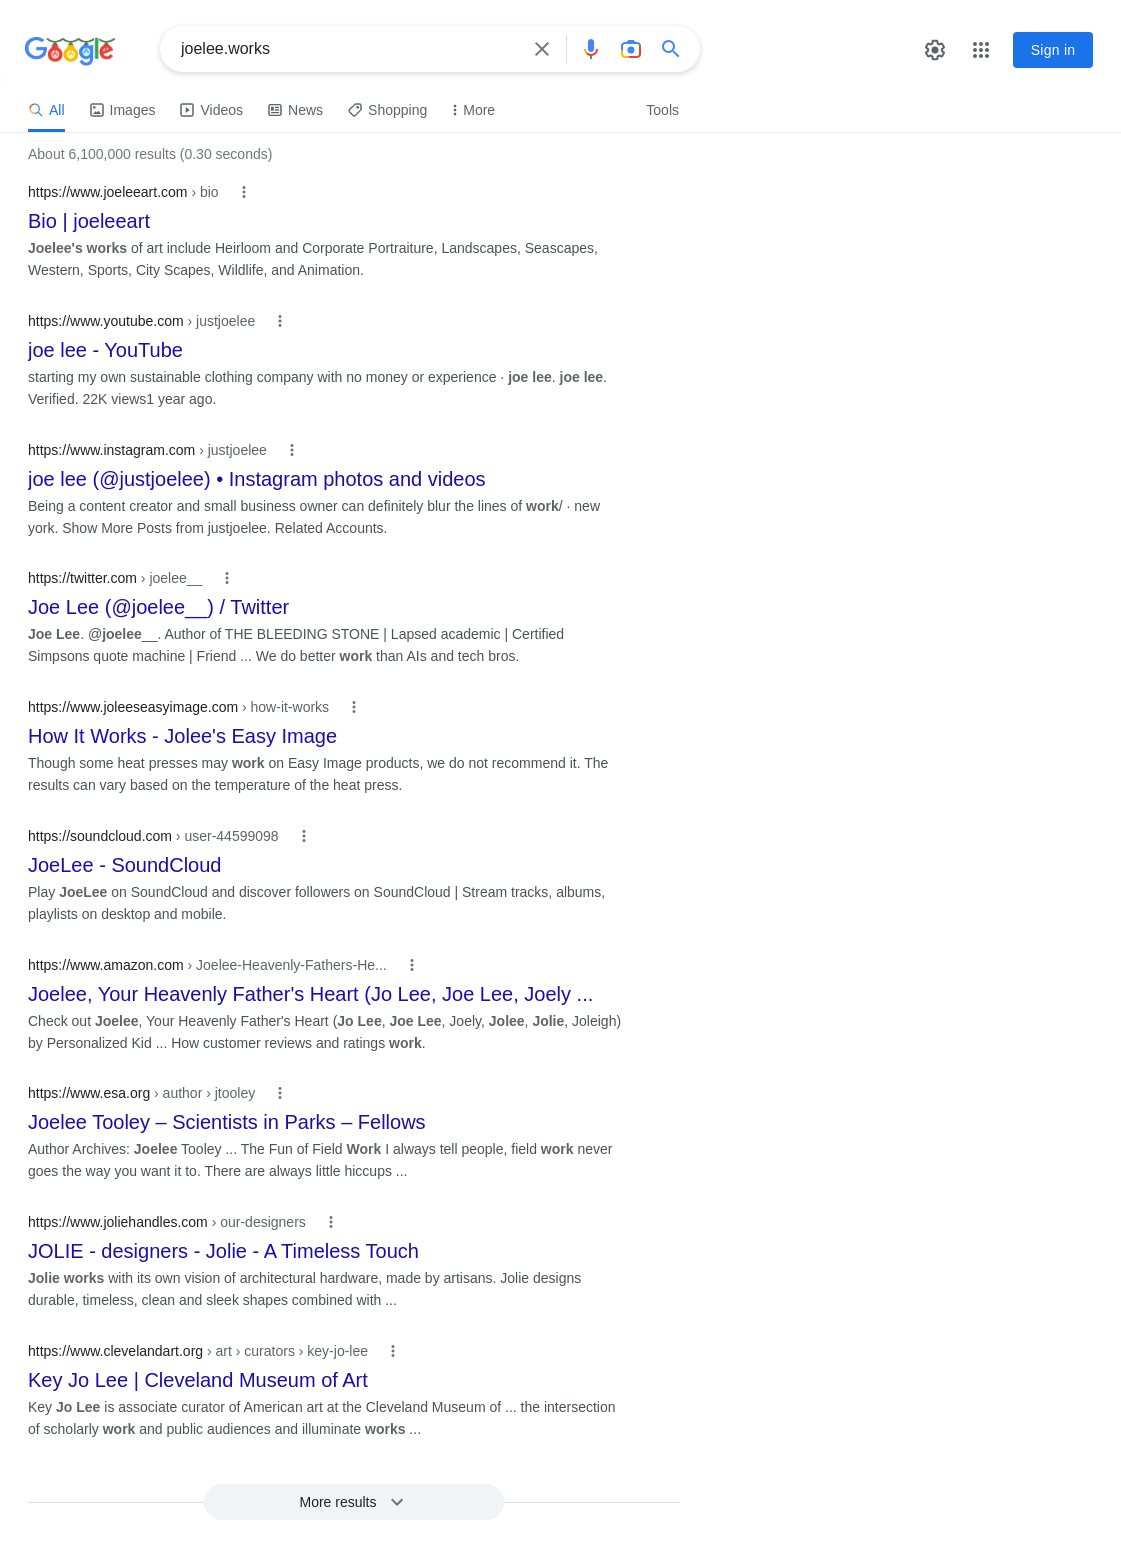 Google
joelee.works
Sign in
All
Images
Videos
News
Shopping
More
Tools
About 6,100,000 results (0.30 seconds)
https://www.joeleeart.com › bio
Bio | joeleeart
Joelee's works of art include Heirloom and Corporate Portraiture, Landscapes, Seascapes,
Western, Sports, City Scapes, Wildlife, and Animation.
https://www.youtube.com › justjoelee
joe lee - YouTube
starting my own sustainable clothing company with no money or experience · joe lee. joe lee.
Verified. 22K views1 year ago.
https://www.instagram.com › justjoelee
joe lee (@justjoelee) • Instagram photos and videos
Being a content creator and small business owner can definitely blur the lines of work/ · new
york. Show More Posts from justjoelee. Related Accounts.
https://twitter.com › joelee__
Joe Lee (@joelee__) / Twitter
Joe Lee. @joelee__. Author of THE BLEEDING STONE | Lapsed academic | Certified
Simpsons quote machine | Friend ... We do better work than AIs and tech bros.
https://www.joleeseasyimage.com › how-it-works
How It Works - Jolee's Easy Image
Though some heat presses may work on Easy Image products, we do not recommend it. The
results can vary based on the temperature of the heat press.
https://soundcloud.com › user-44599098
JoeLee - SoundCloud
Play JoeLee on SoundCloud and discover followers on SoundCloud | Stream tracks, albums,
playlists on desktop and mobile.
https://www.amazon.com › Joelee-Heavenly-Fathers-He...
Joelee, Your Heavenly Father's Heart (Jo Lee, Joe Lee, Joely ...
Check out Joelee, Your Heavenly Father's Heart (Jo Lee, Joe Lee, Joely, Jolee, Jolie, Joleigh)
by Personalized Kid ... How customer reviews and ratings work.
https://www.esa.org › author › jtooley
Joelee Tooley – Scientists in Parks – Fellows
Author Archives: Joelee Tooley ... The Fun of Field Work I always tell people, field work never
goes the way you want it to. There are always little hiccups ...
https://www.joliehandles.com › our-designers
JOLIE - designers - Jolie - A Timeless Touch
Jolie works with its own vision of architectural hardware, made by artisans. Jolie designs
durable, timeless, clean and sleek shapes combined with ...
https://www.clevelandart.org › art › curators › key-jo-lee
Key Jo Lee | Cleveland Museum of Art
Key Jo Lee is associate curator of American art at the Cleveland Museum of ... the intersection
of scholarly work and public audiences and illuminate works ...
More results